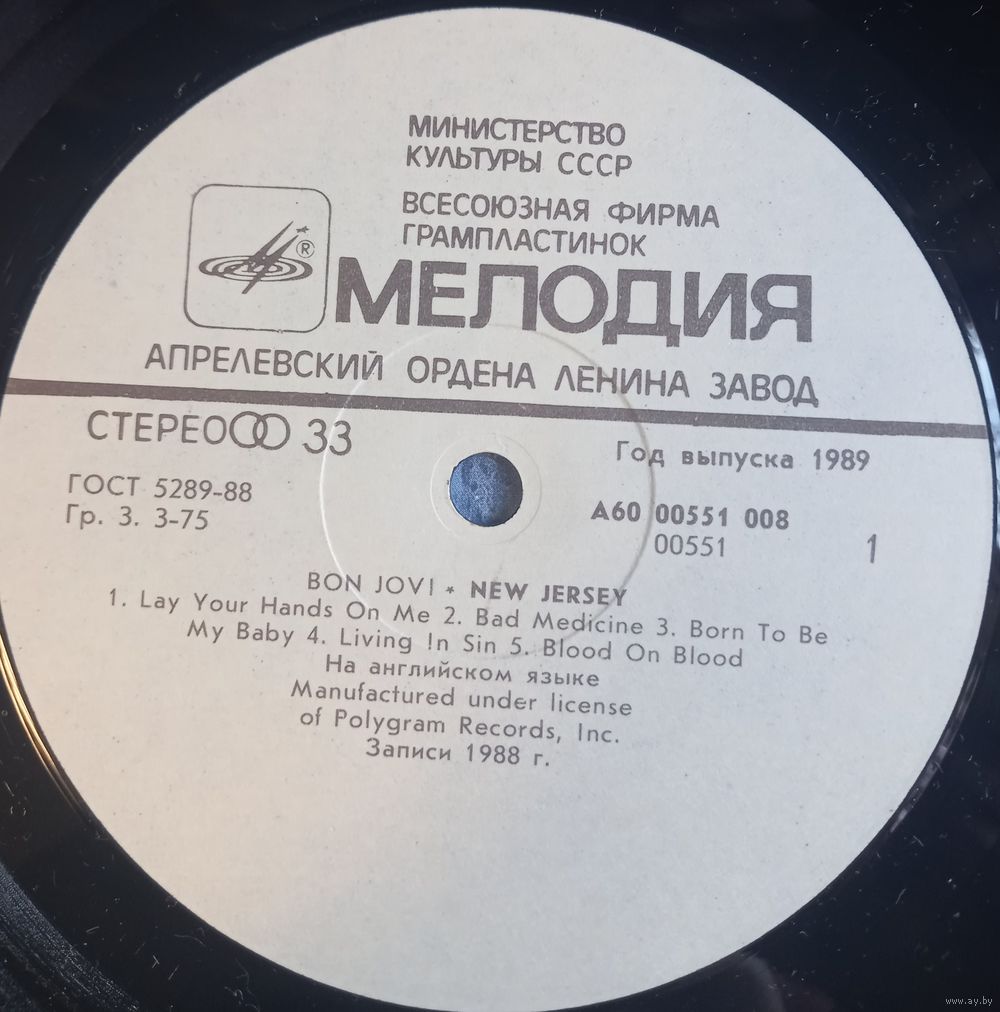 МИНИСТЕРСТВО
КУЛЬТУРЫ СССР
ВСЕСОЮЗНАЯ ФИРМА
ГРАМПЛАСТИНОК
®
МЕЛОДИЯ
АПРЕЛЕВСКИЙ ОРДЕНА ЛЕНИНА ЗАВОД
СТЕРЕО 33
Год выпуска 1989
ГОСТ 5289-88
Гр. 3. 3-75
А60 00551 008
00551
1
BON JOVI * NEW JERSEY
1. Lay Your Hands On Me 2. Bad Medicine 3. Born To Be
My Baby 4. Living In Sin 5. Blood On Blood
На английском языке
Manufactured under license
of Polygram Records, Inc.
Записи 1988 г.
www.ay.by